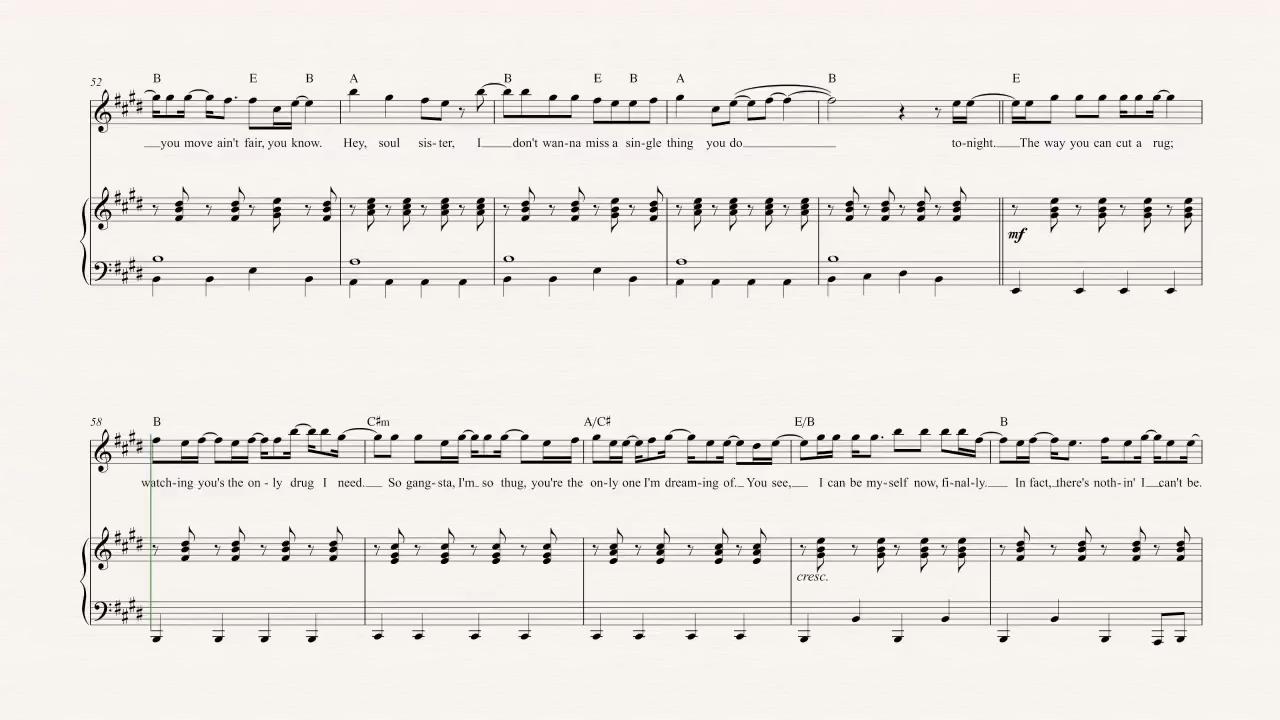 52 B E B A B E B A B E
you move ain't fair, you know. Hey, soul sis-ter, I don't wan-na miss a sin-gle thing you do to-night. The way you can cut a rug;
mf
58 B C♯m A/C♯ E/B B
watch-ing you's the on-ly drug I need. So gang-sta, I'm so thug, you're the on-ly one I'm dream-ing of. You see, I can be my-self now, fi-nal-ly. In fact, there's noth-in' I can't be.
cresc.